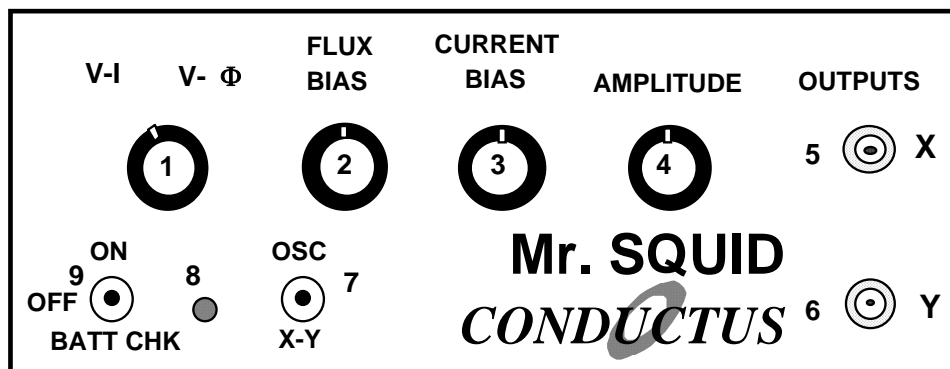 V-I V- Φ FLUX BIAS CURRENT BIAS AMPLITUDE OUTPUTS
1 2 3 4 5 X
ON OSC
9 8 7
OFF
BATT CHK X-Y
Mr. SQUID
CONDUCTUS
6 Y